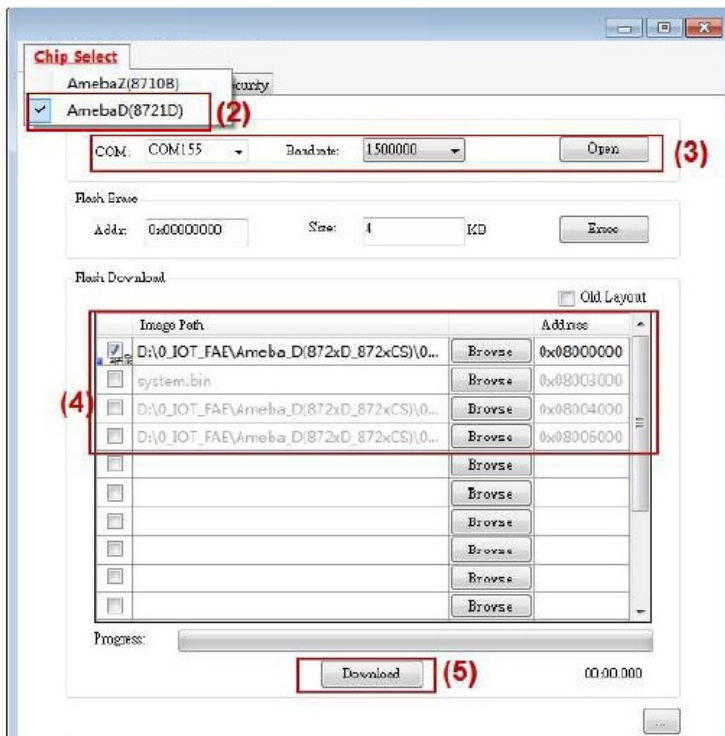 Chip Select
AmebaZ(8710B)
curity
✓ AmebaD(8721D) (2)
COM: COM155 Baudrate: 1500000 Open (3)
Flash Erase
Addr: 0x00000000 Size: 4 KB Erase
Flash Download
Old Layout
Image Path Address
D:\0_IOT_FAE\Ameba_D(872xD_872xCS)\0... Browse 0x08000000
system.bin Browse 0x08003000
(4) D:\0_IOT_FAE\Ameba_D(872xD_872xCS)\0... Browse 0x08004000
D:\0_IOT_FAE\Ameba_D(872xD_872xCS)\0... Browse 0x08006000
Browse
Browse
Browse
Browse
Browse
Browse
Progress:
Download (5) 00:00.000
...